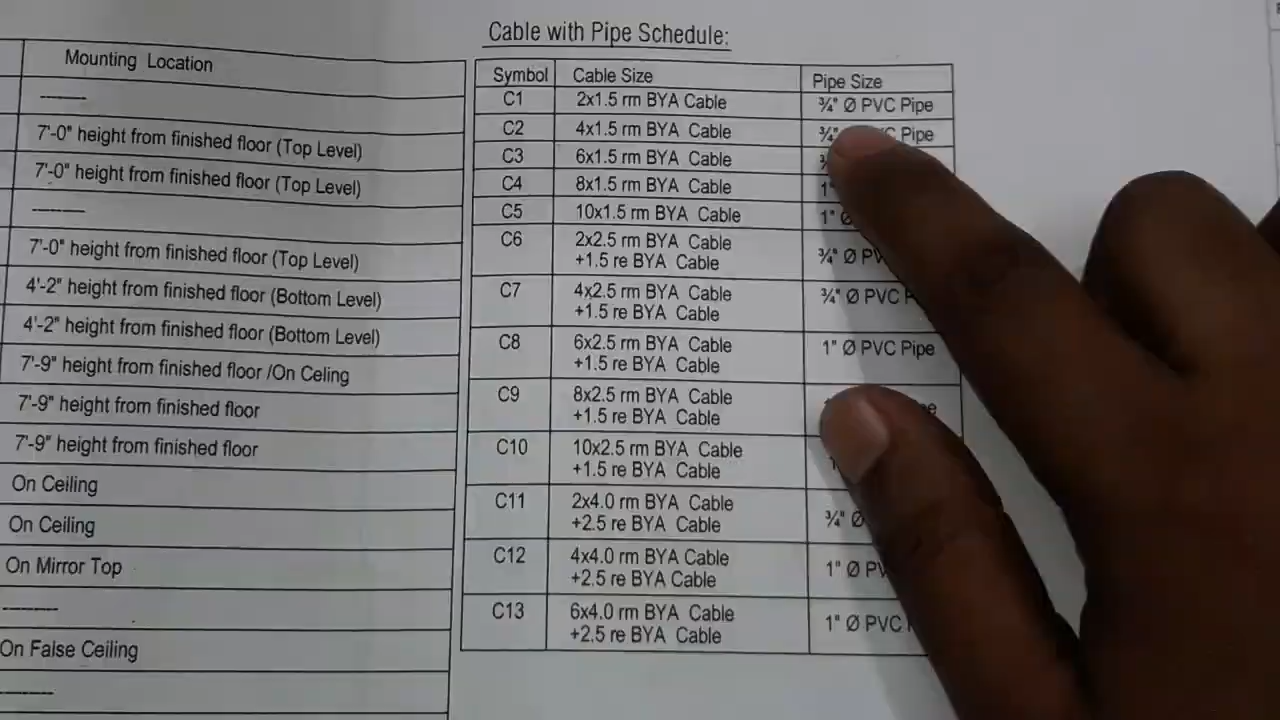 Cable with Pipe Schedule:
Mounting Location
-----
7'-0" height from finished floor (Top Level)
7'-0" height from finished floor (Top Level)
-----
7'-0" height from finished floor (Top Level)
4'-2" height from finished floor (Bottom Level)
4'-2" height from finished floor (Bottom Level)
7'-9" height from finished floor /On Celing
7'-9" height from finished floor
7'-9" height from finished floor
On Ceiling
On Ceiling
On Mirror Top
-----
On False Ceiling
-----
Symbol Cable Size Pipe Size
C1 2x1.5 rm BYA Cable ¾" Ø PVC Pipe
C2 4x1.5 rm BYA Cable ¾" Pipe
C3 6x1.5 rm BYA Cable
C4 8x1.5 rm BYA Cable 1"
C5 10x1.5 rm BYA Cable 1" Ø
C6 2x2.5 rm BYA Cable ¾" Ø
+1.5 re BYA Cable
C7 4x2.5 rm BYA Cable ¾" Ø PVC
+1.5 re BYA Cable
C8 6x2.5 rm BYA Cable 1" Ø PVC Pipe
+1.5 re BYA Cable
C9 8x2.5 rm BYA Cable
+1.5 re BYA Cable
C10 10x2.5 rm BYA Cable
+1.5 re BYA Cable
C11 2x4.0 rm BYA Cable ¾" Ø
+2.5 re BYA Cable
C12 4x4.0 rm BYA Cable 1" Ø
+2.5 re BYA Cable
C13 6x4.0 rm BYA Cable 1" Ø PVC
+2.5 re BYA Cable